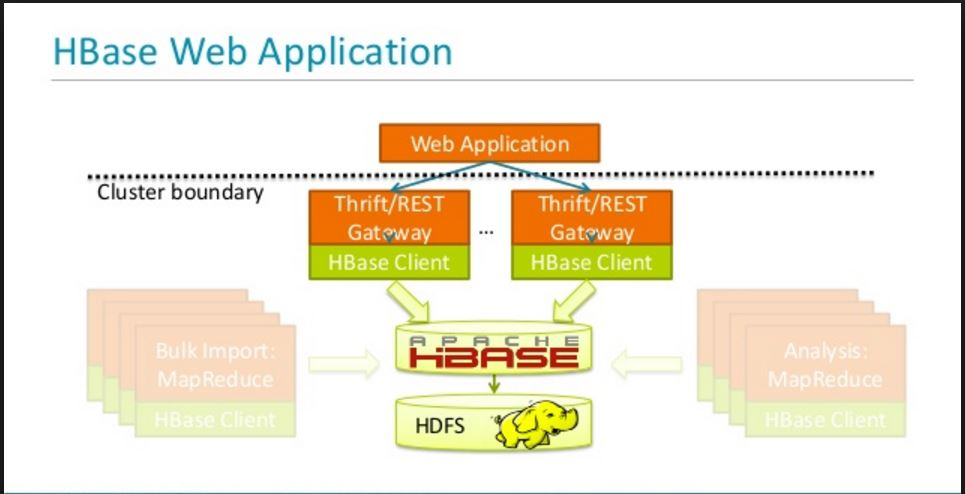 HBase Web Application
Web Application
Cluster boundary
Thrift/REST
Gateway
HBase Client
...
Thrift/REST
Gateway
HBase Client
Bulk Import:
MapReduce
HBase Client
APACHE
HBASE
Analysis:
MapReduce
HBase Client
HDFS